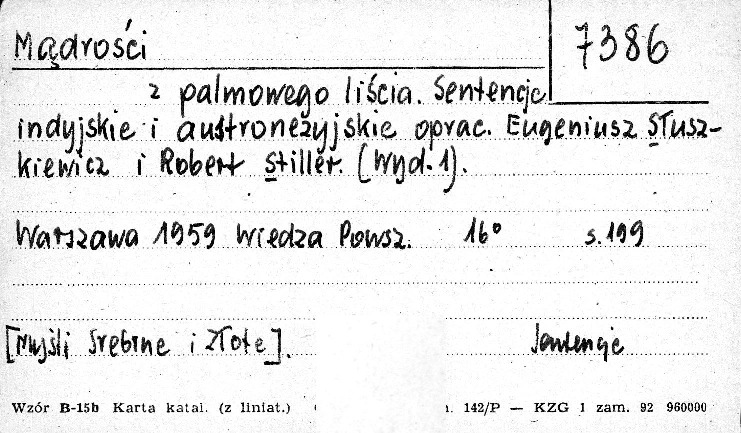 Mądrości
7386
z palmowego liścia. Sentencje
indyjskie i austronezyjskie oprac. Eugeniusz Słusz-
kiewicz i Robert Stiller. [Wyd. 1].
Warszawa 1959 Wiedza Powsz. 16° s. 199
[Myśli Srebrne i Złote]. Sentencje
Wzór B-15b Karta katal. (z liniat.) 142/P — KZG 1 zam. 92 960000